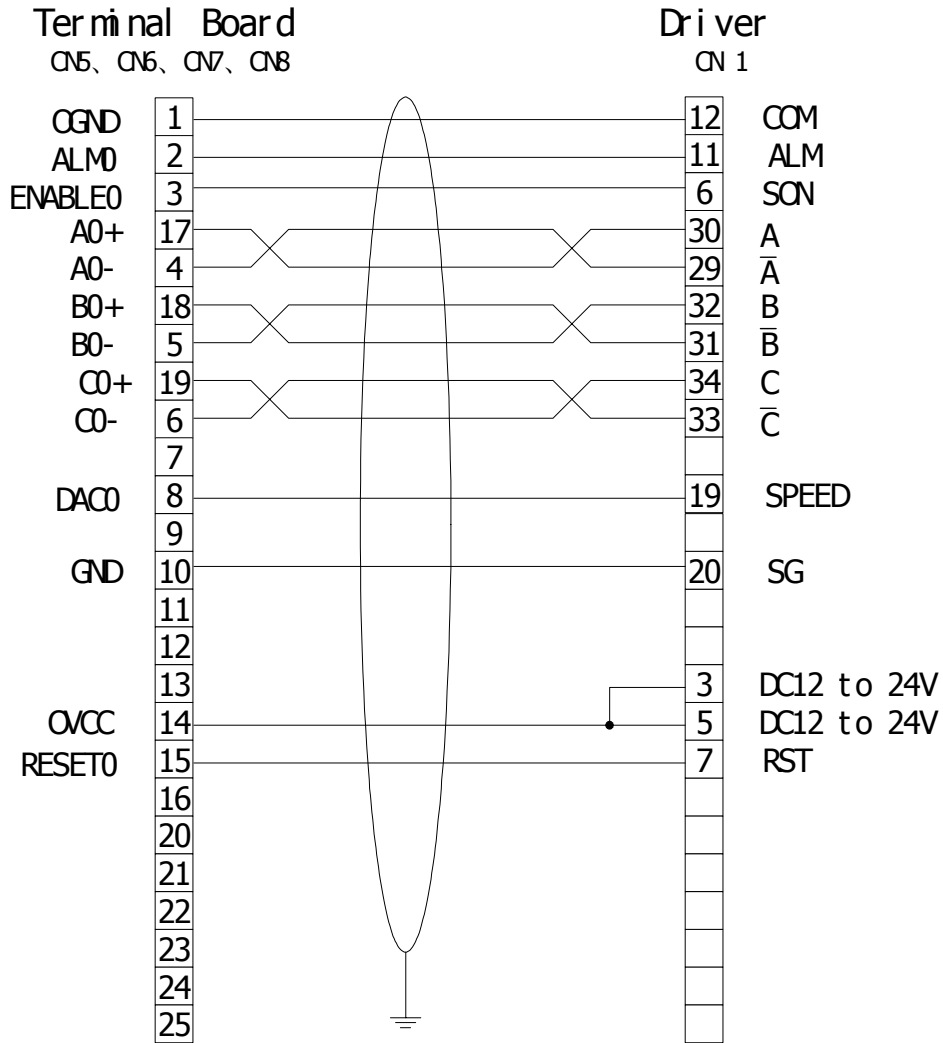 Terminal Board Driver
CN5、CN6、CN7、CN8 CN 1
OGND 1 12 COM
ALM0 2 11 ALM
ENABLE0 3 6 SON
A0+ 17 30 A
A0- 4 29 A̅
B0+ 18 32 B
B0- 5 31 B̅
C0+ 19 34 C
C0- 6 33 C̅
7
DAC0 8 19 SPEED
9
GND 10 20 SG
11
12
13 3 DC12 to 24V
OVCC 14 5 DC12 to 24V
RESET0 15 7 RST
16
20
21
22
23
24
25